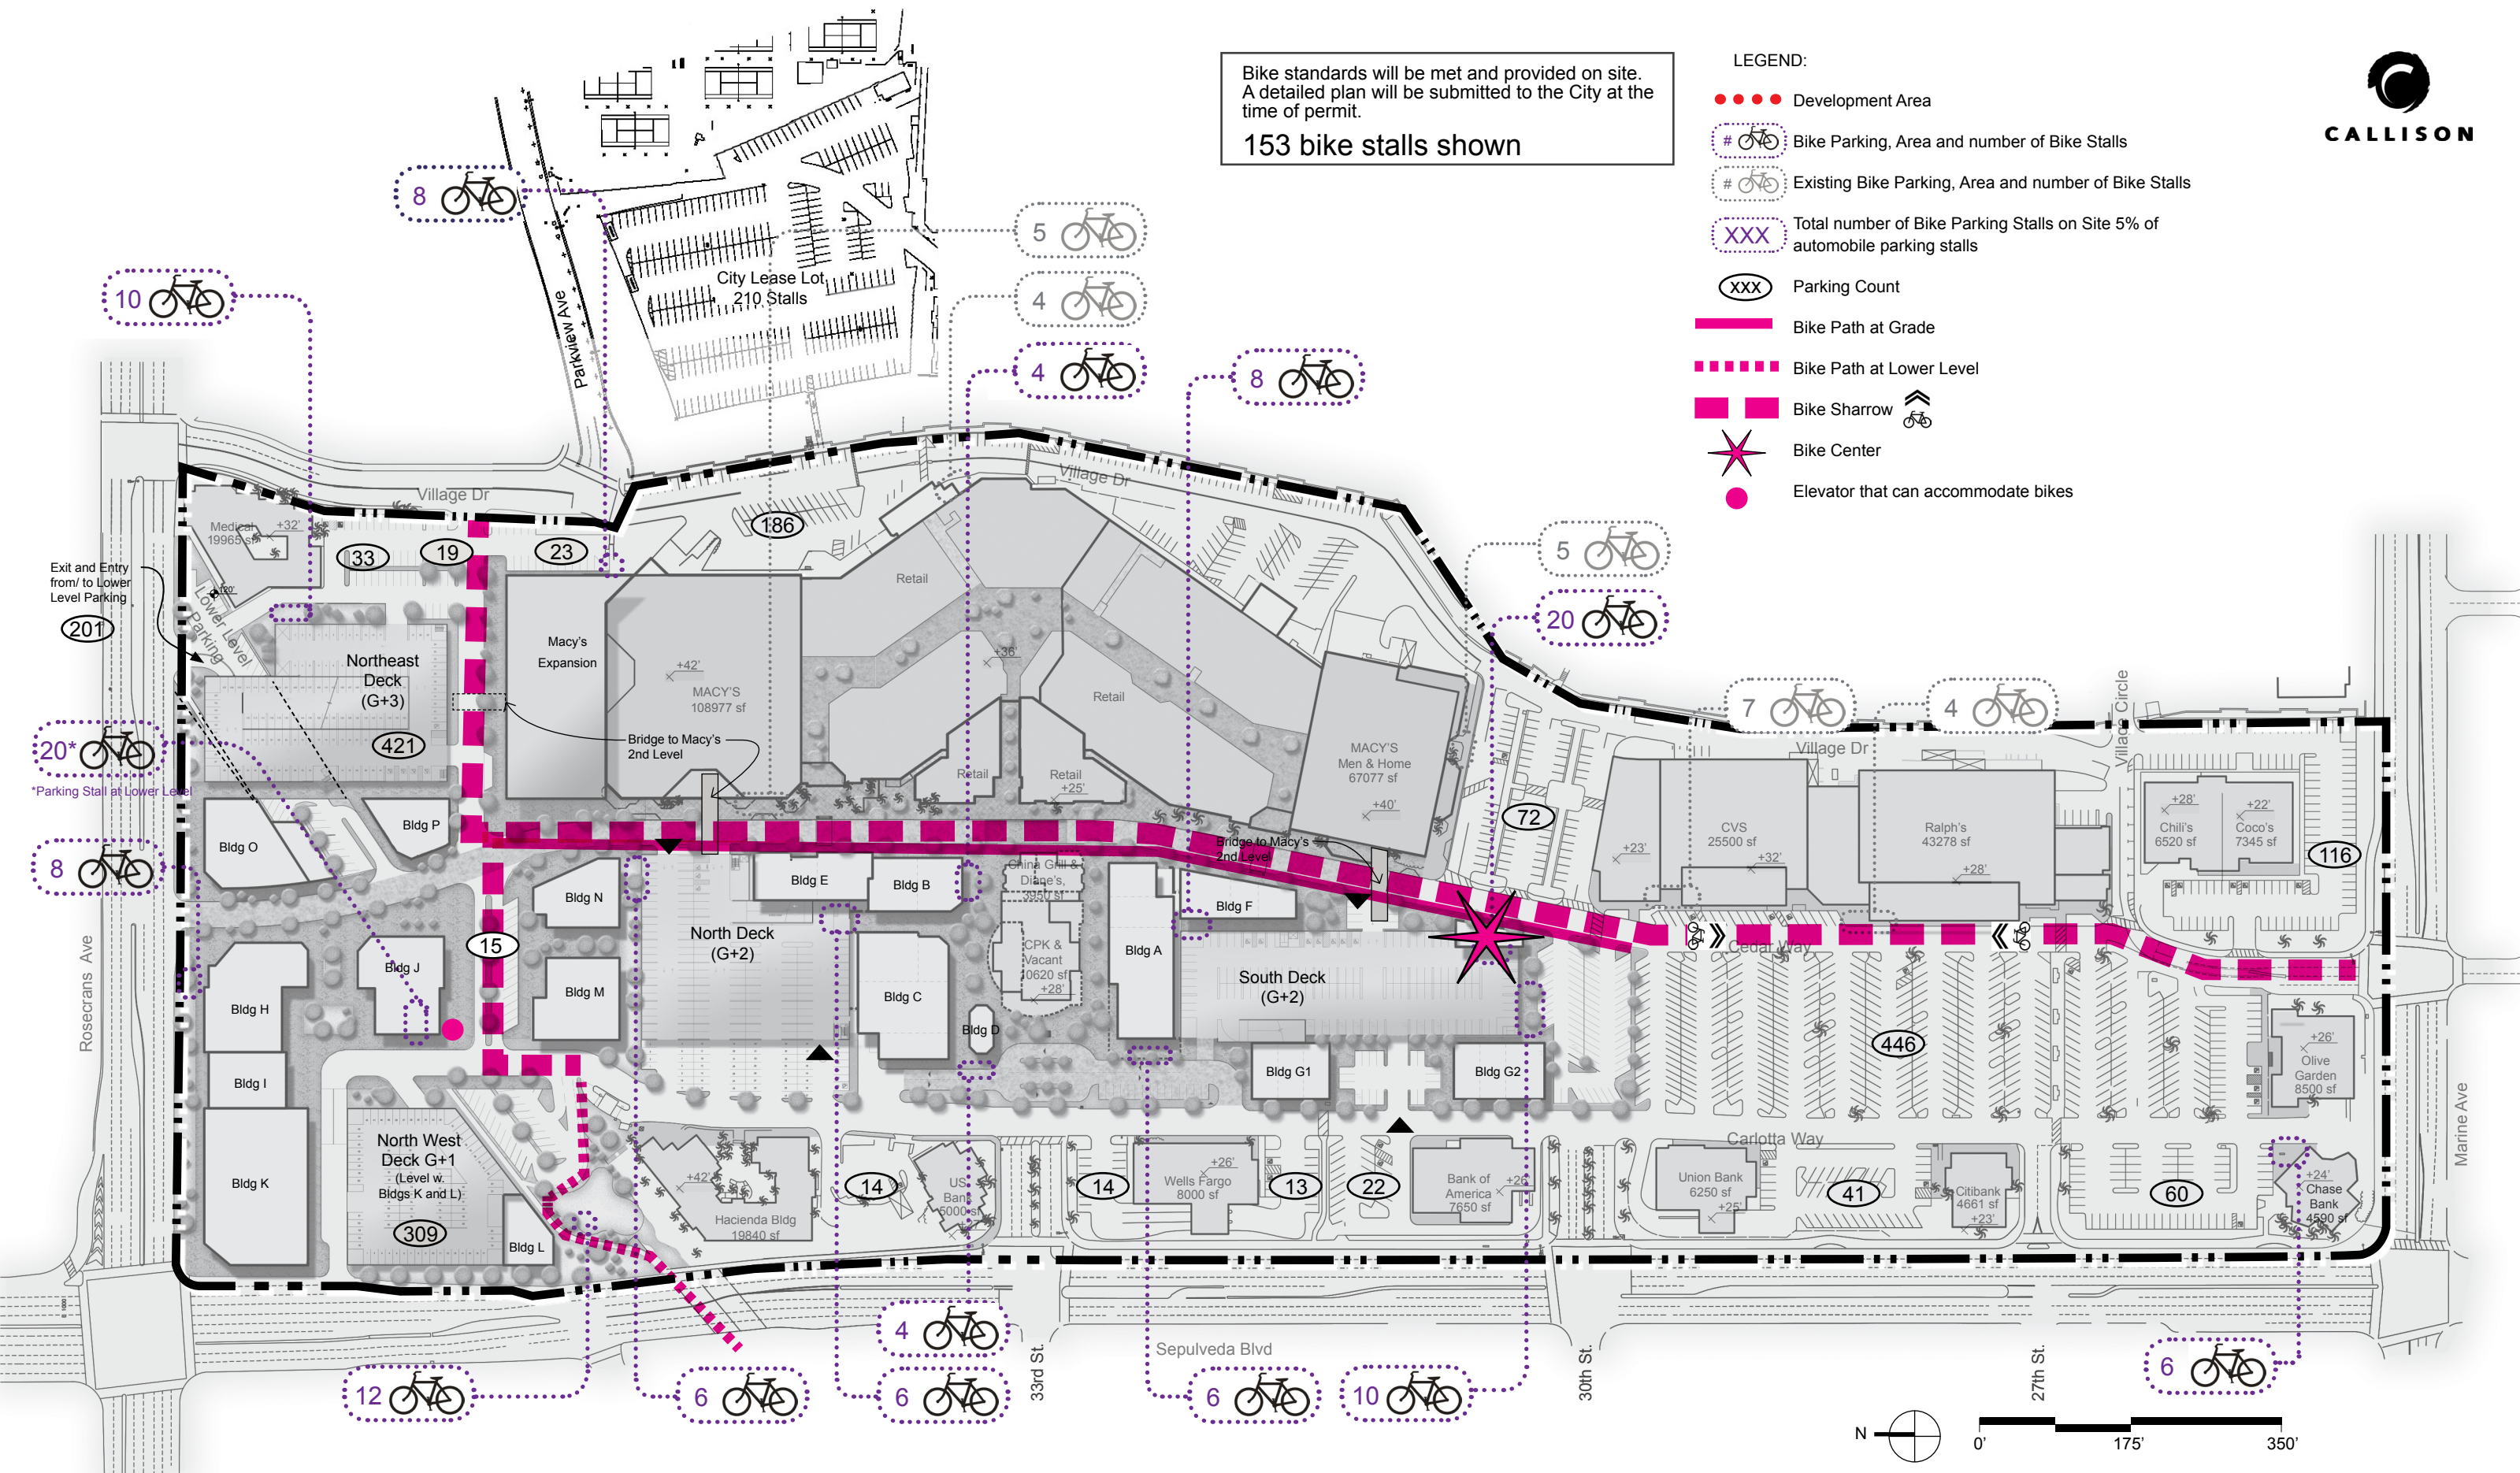 Bike standards will be met and provided on site.
A detailed plan will be submitted to the City at the
time of permit.
153 bike stalls shown
LEGEND:
Development Area
# Bike Parking, Area and number of Bike Stalls
# Existing Bike Parking, Area and number of Bike Stalls
XXX Total number of Bike Parking Stalls on Site 5% of
automobile parking stalls
XXX Parking Count
Bike Path at Grade
Bike Path at Lower Level
Bike Sharrow
Bike Center
Elevator that can accommodate bikes
CALLISON
8
10
5
4
4
8
5
20
7
4
City Lease Lot
210 Stalls
Parkview Ave
Village Dr
Village Dr
Village Dr
Village Circle
Medical
19965 sf
+32'
33
19
23
186
Exit and Entry
from/ to Lower
Level Parking
201
Lower Level
Parking
Northeast
Deck
(G+3)
421
Macy's
Expansion
+42'
MACY'S
108977 sf
Retail
+36'
Retail
Retail
Retail
+25'
Bridge to Macy's
2nd Level
MACY'S
Men & Home
67077 sf
+40'
72
CVS
25500 sf
+23'
+32'
Ralph's
43278 sf
+28'
+28'
Chili's
6520 sf
+22'
Coco's
7345 sf
116
20*
*Parking Stall at Lower Level
8
Bldg O
Bldg P
Bldg N
Bldg E
Bldg B
China Grill &
Diane's,
3950 sf
Bridge to Macy's
2nd Level
Bldg F
15
North Deck
(G+2)
CPK &
Vacant
+28'
Bldg A
South Deck
(G+2)
Cedar Way
Rosecrans Ave
Bldg H
Bldg J
Bldg M
Bldg C
Bldg D
446
Bldg I
Bldg G1
Bldg G2
+26'
Olive
Garden
8500 sf
Marine Ave
North West
Deck G+1
(Level w.
Bldgs K and L)
309
Bldg K
Bldg L
+42'
Hacienda Bldg
19840 sf
14
US
Bank
5000 sf
14
+26'
Wells Fargo
8000 sf
13
22
Bank of
America
7650 sf
Carlotta Way
Union Bank
6250 sf
+25'
41
Citibank
4661 sf
+23'
60
+24'
Chase
Bank
4590 sf
Sepulveda Blvd
33rd St.
30th St.
27th St.
12
6
4
6
6
10
6
N
0'
175'
350'